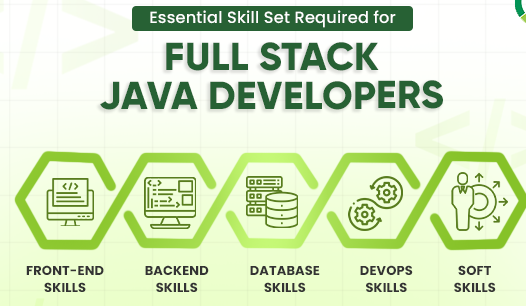 Essential Skill Set Required for
FULL STACK
JAVA DEVELOPERS
FRONT-END
SKILLS
BACKEND
SKILLS
DATABASE
SKILLS
DEVOPS
SKILLS
SOFT
SKILLS